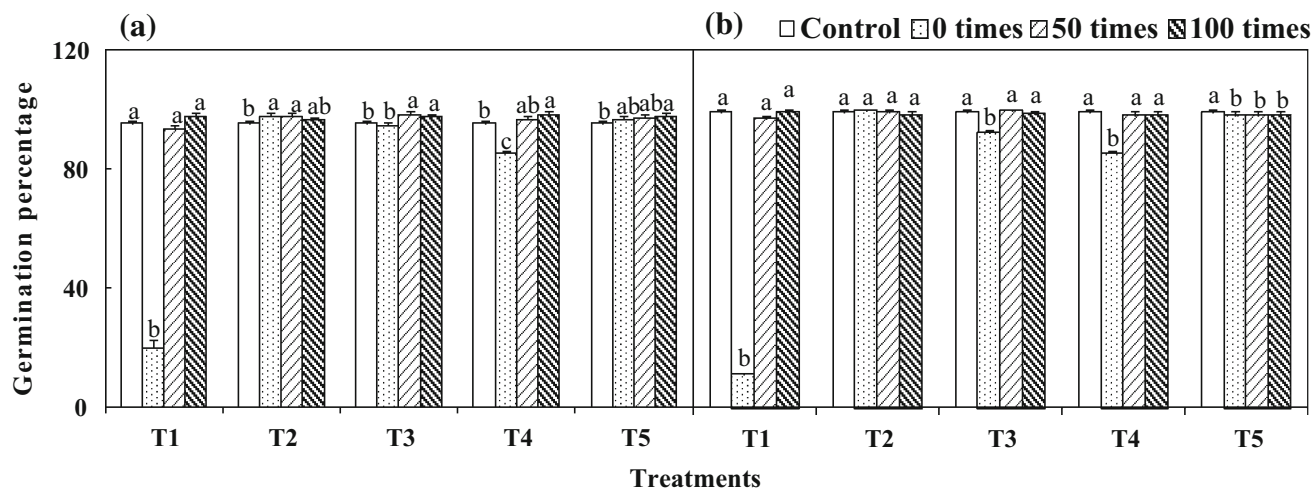 (a) (b) Control 0 times 50 times 100 times
120
80
40
0
Germination percentage
a b a a b a a ab b b a a b c ab a b ab ab a
a b a a a a a a a b a a a b a a a b b b
T1 T2 T3 T4 T5 T1 T2 T3 T4 T5
Treatments